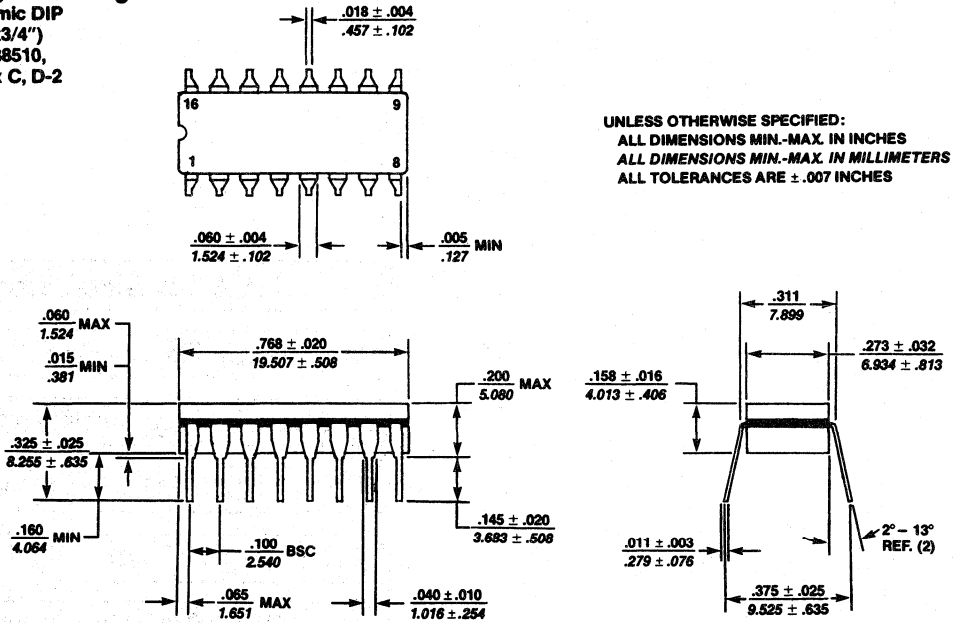 mic DIP
3/4")
38510,
C, D-2
.018 ± .004
.457 ± .102
16
9
1
8
UNLESS OTHERWISE SPECIFIED:
ALL DIMENSIONS MIN.-MAX. IN INCHES
ALL DIMENSIONS MIN.-MAX. IN MILLIMETERS
ALL TOLERANCES ARE ± .007 INCHES
.060 ± .004
1.524 ± .102
.005 MIN
.127
.060 MAX
1.524
.015 MIN
.381
.768 ± .020
19.507 ± .508
.200 MAX
5.080
.325 ± .025
8.255 ± .635
.160 MIN
4.064
.100 BSC
2.540
.145 ± .020
3.683 ± .508
.065 MAX
1.651
.040 ± .010
1.016 ± .254
.311
7.899
.273 ± .032
6.934 ± .813
.158 ± .016
4.013 ± .406
.011 ± .003
.279 ± .076
2° – 13°
REF. (2)
.375 ± .025
9.525 ± .635